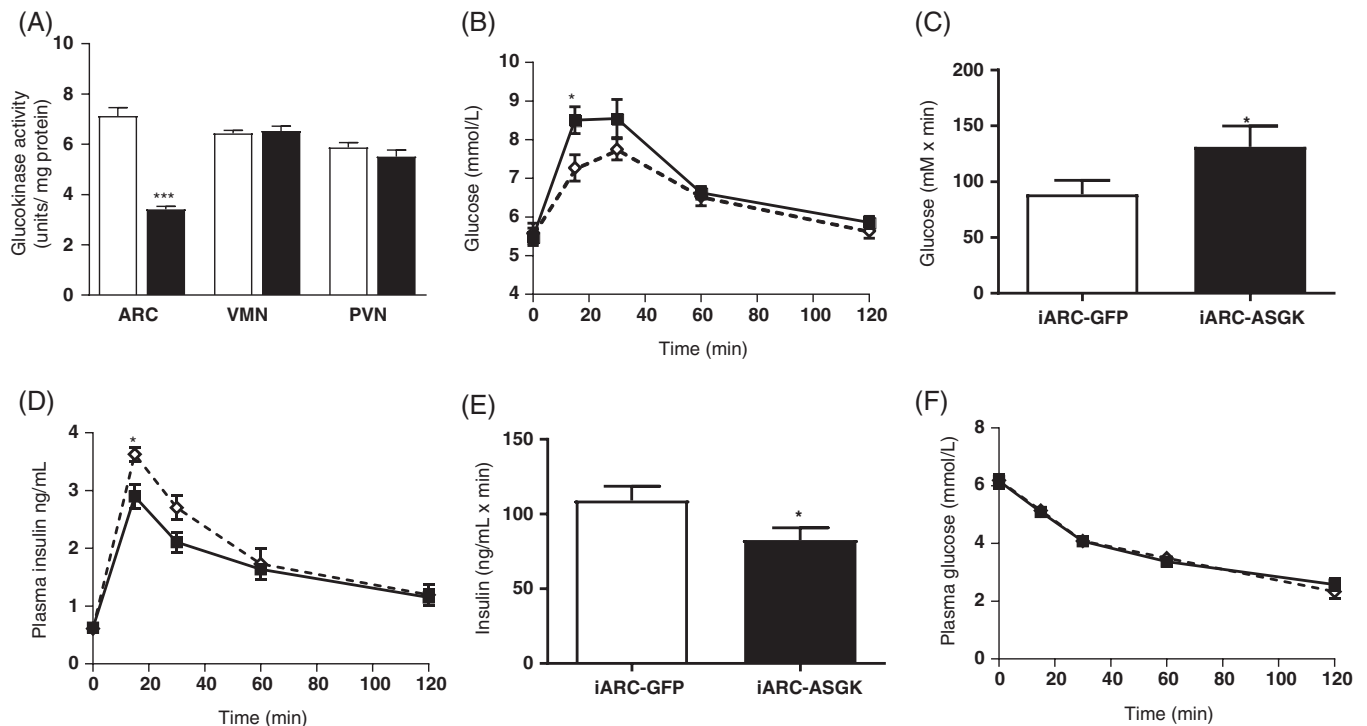 (A)
Glucokinase activity
(units/ mg protein)
10
8
6
4
2
0
***
ARC VMN PVN
(B)
Glucose (mmol/L)
10
9
8
7
6
5
4
*
0 20 40 60 80 100 120
Time (min)
(C)
Glucose (mM x min)
200
150
100
50
0
*
iARC-GFP iARC-ASGK
(D)
Plasma insulin ng/mL
4
3
2
1
0
*
0 20 40 60 80 100 120
Time (min)
(E)
Insulin (ng/mL x min)
150
100
50
0
*
iARC-GFP iARC-ASGK
(F)
Plasma glucose (mmol/L)
8
6
4
2
0
0 20 40 60 80 100 120
Time (min)